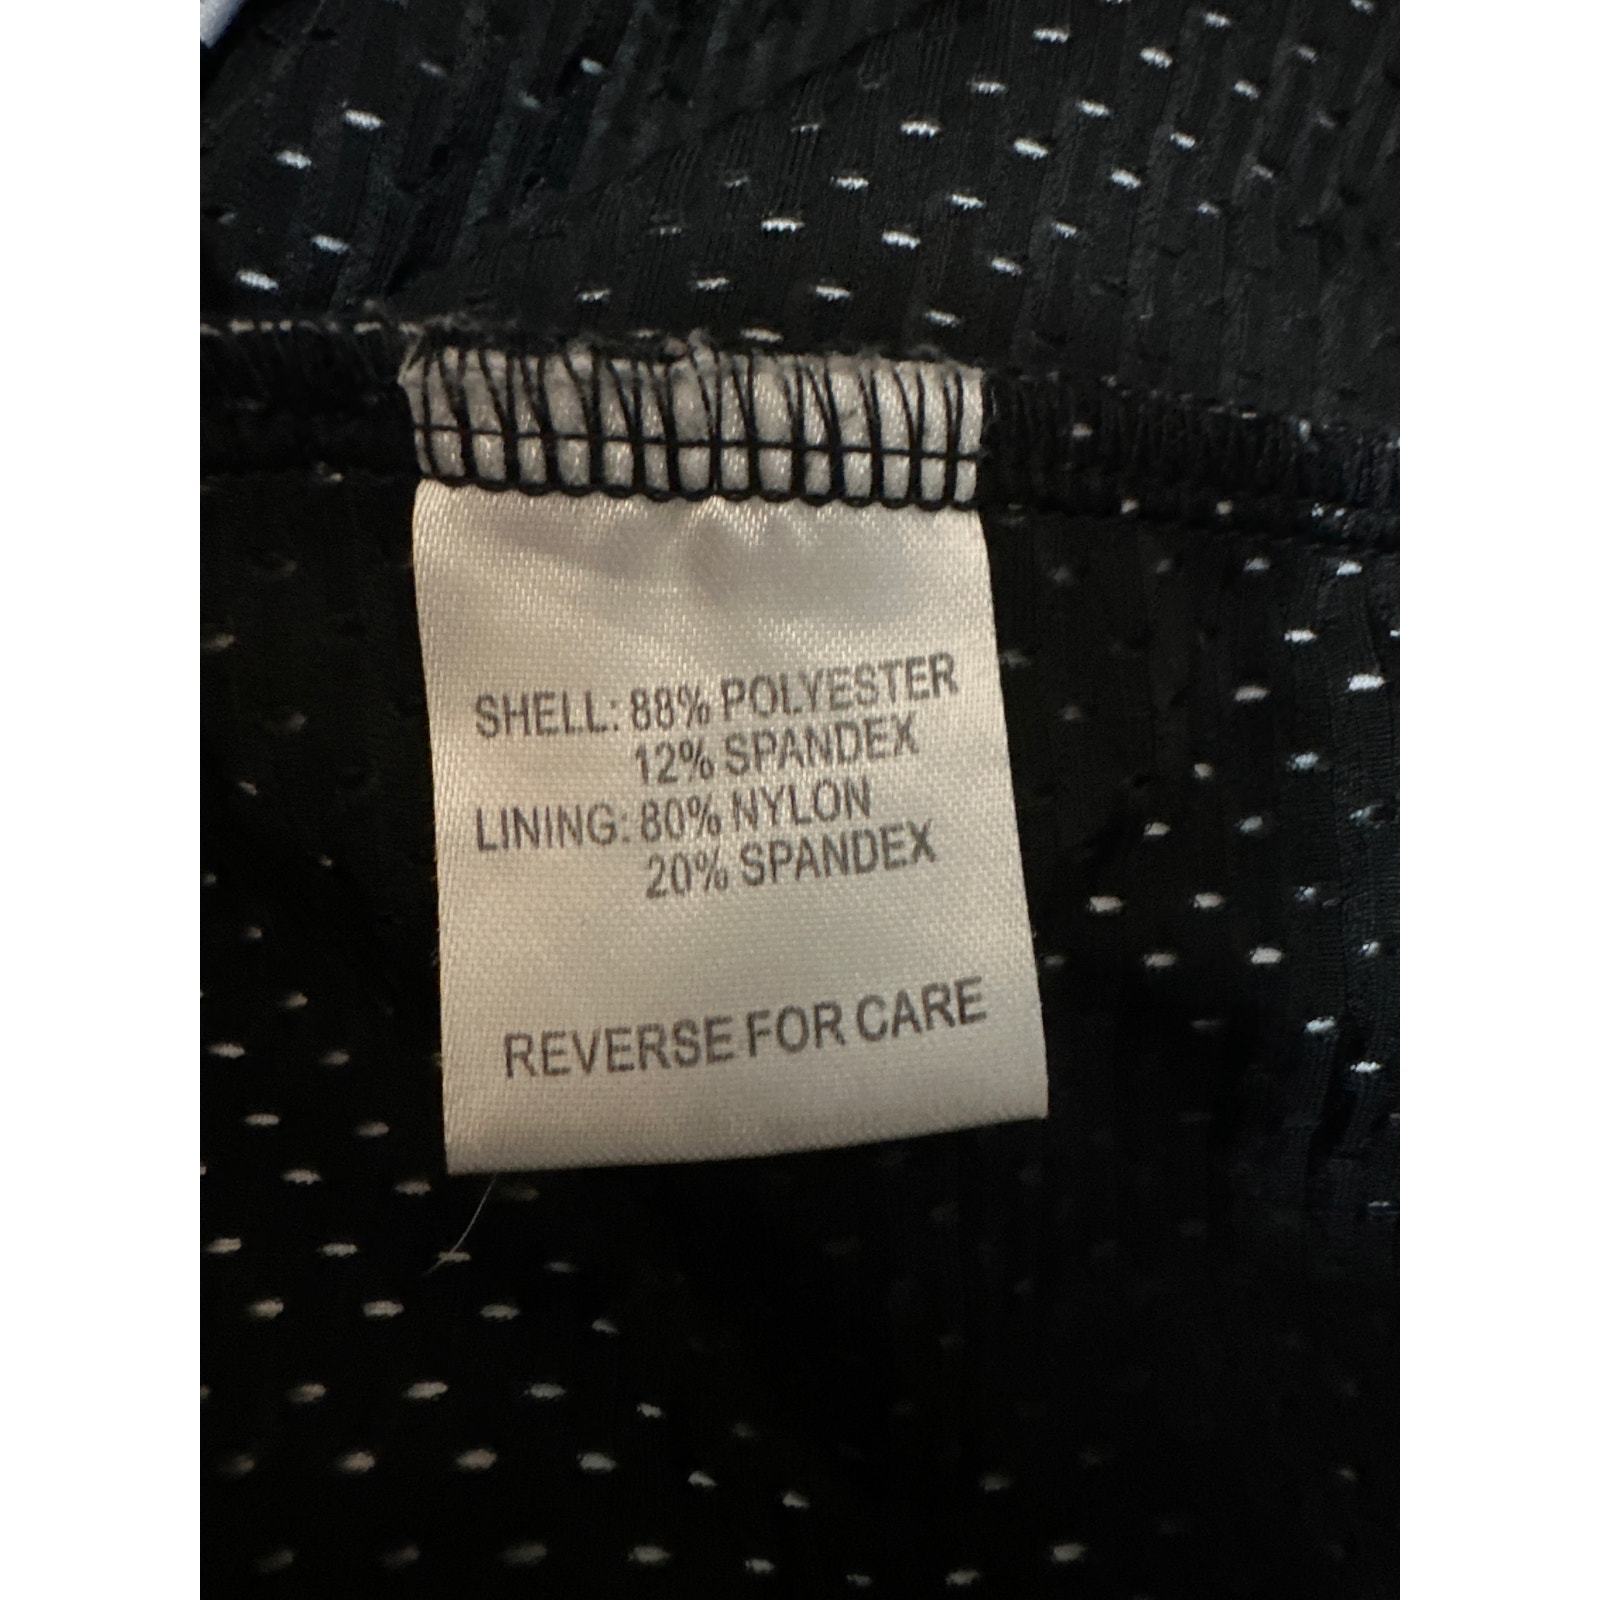 SHELL: 88% POLYESTER
12% SPANDEX
LINING: 80% NYLON
20% SPANDEX
REVERSE FOR CARE